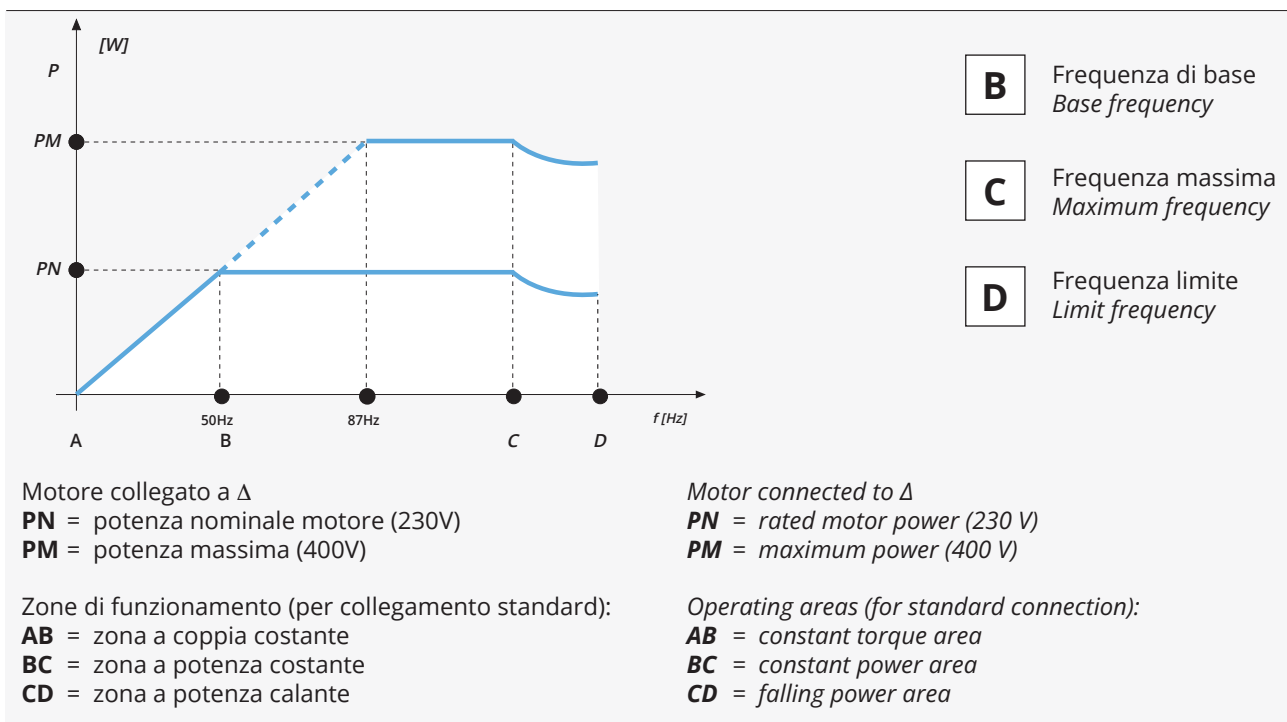 [W]
P
PM
PN
50Hz
87Hz
f [Hz]
A
B
C
D
B
Frequenza di base
Base frequency
C
Frequenza massima
Maximum frequency
D
Frequenza limite
Limit frequency
Motore collegato a Δ
PN = potenza nominale motore (230V)
PM = potenza massima (400V)
Zone di funzionamento (per collegamento standard):
AB = zona a coppia costante
BC = zona a potenza costante
CD = zona a potenza calante
Motor connected to Δ
PN = rated motor power (230 V)
PM = maximum power (400 V)
Operating areas (for standard connection):
AB = constant torque area
BC = constant power area
CD = falling power area